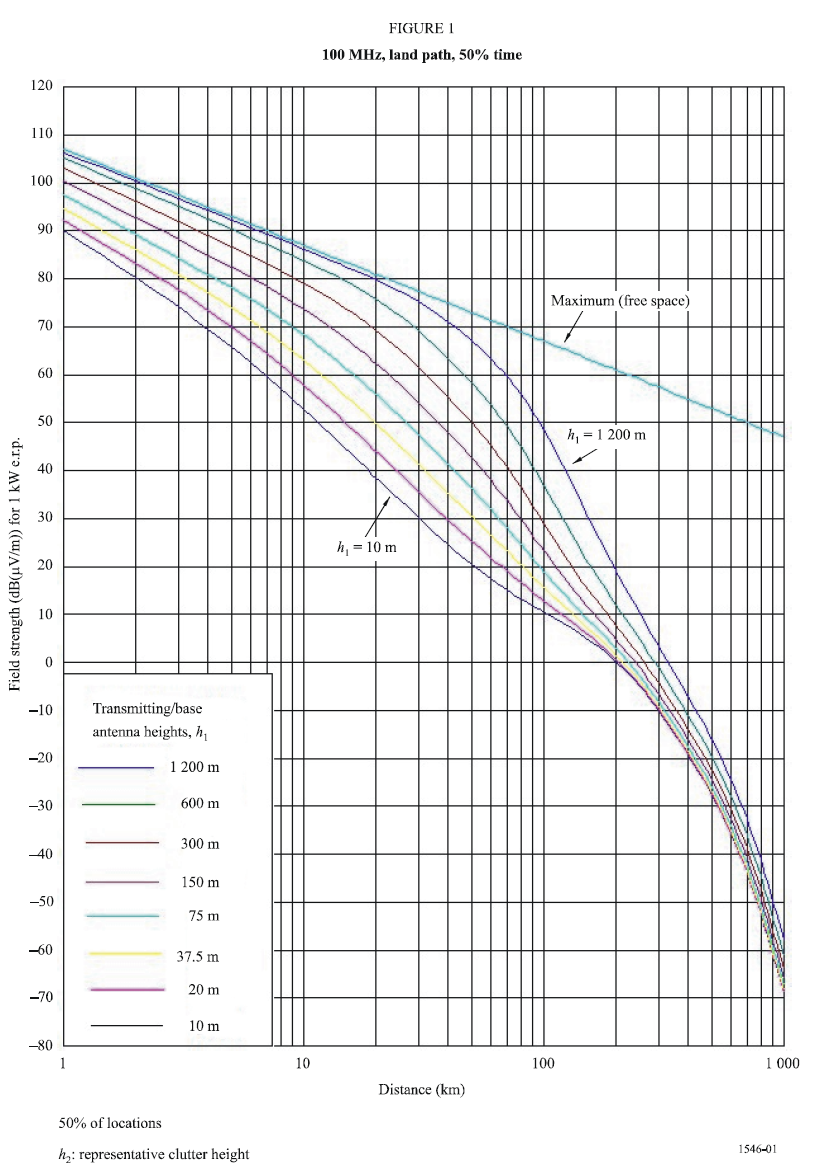 FIGURE 1
100 MHz, land path, 50% time
120
110
100
90
80
70
60
50
40
30
20
10
0
–10
–20
–30
–40
–50
–60
–70
–80
Field strength (dB(µV/m)) for 1 kW e.r.p.
Maximum (free space)
h1 = 1 200 m
h1 = 10 m
Transmitting/base
antenna heights, h1
1 200 m
600 m
300 m
150 m
75 m
37.5 m
20 m
10 m
1
10
100
1 000
Distance (km)
50% of locations
h2: representative clutter height
1546-01